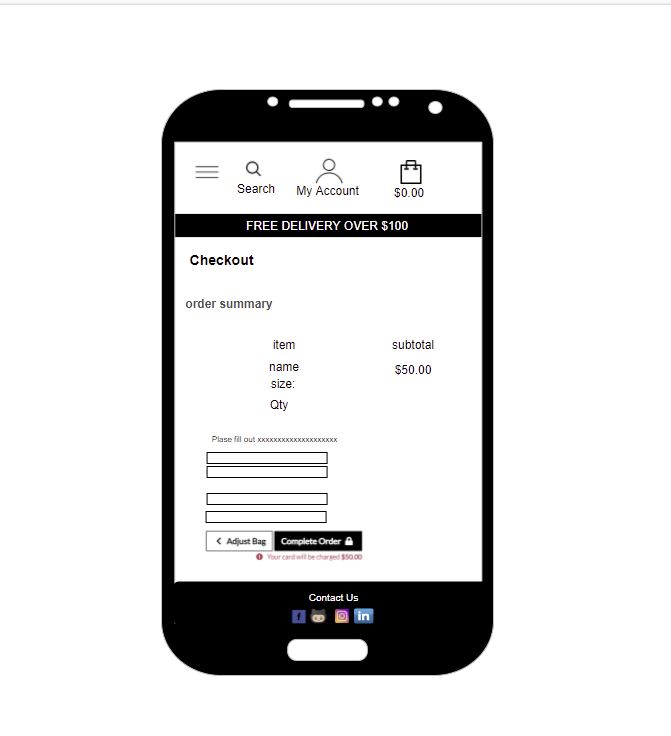 Search
My Account
$0.00
FREE DELIVERY OVER $100
Checkout
order summary
item subtotal
name $50.00
size:
Qty
Plase fill out xxxxxxxxxxxxxxxxxxxx
Adjust Bag Complete Order
Your card will be charged $50.00
Contact Us
f in